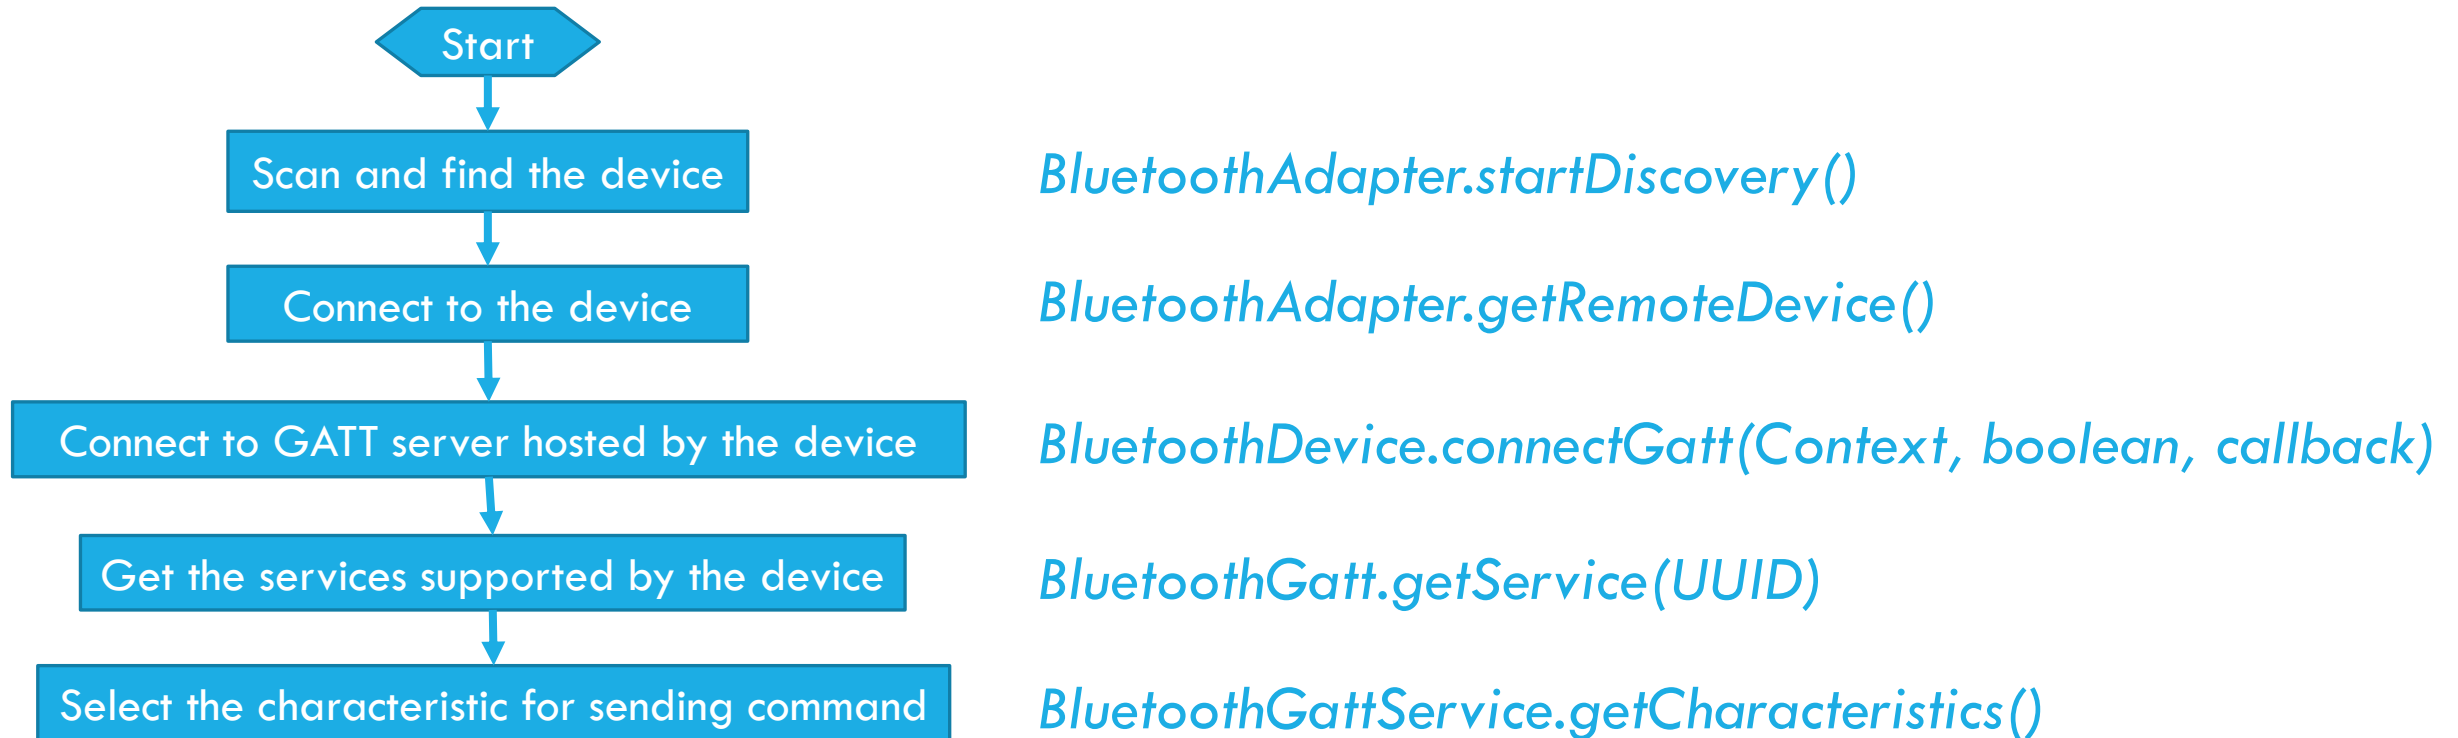 Start
Scan and find the device
BluetoothAdapter.startDiscovery()
Connect to the device
BluetoothAdapter.getRemoteDevice()
Connect to GATT server hosted by the device
BluetoothDevice.connectGatt(Context, boolean, callback)
Get the services supported by the device
BluetoothGatt.getService(UUID)
Select the characteristic for sending command
BluetoothGattService.getCharacteristics()